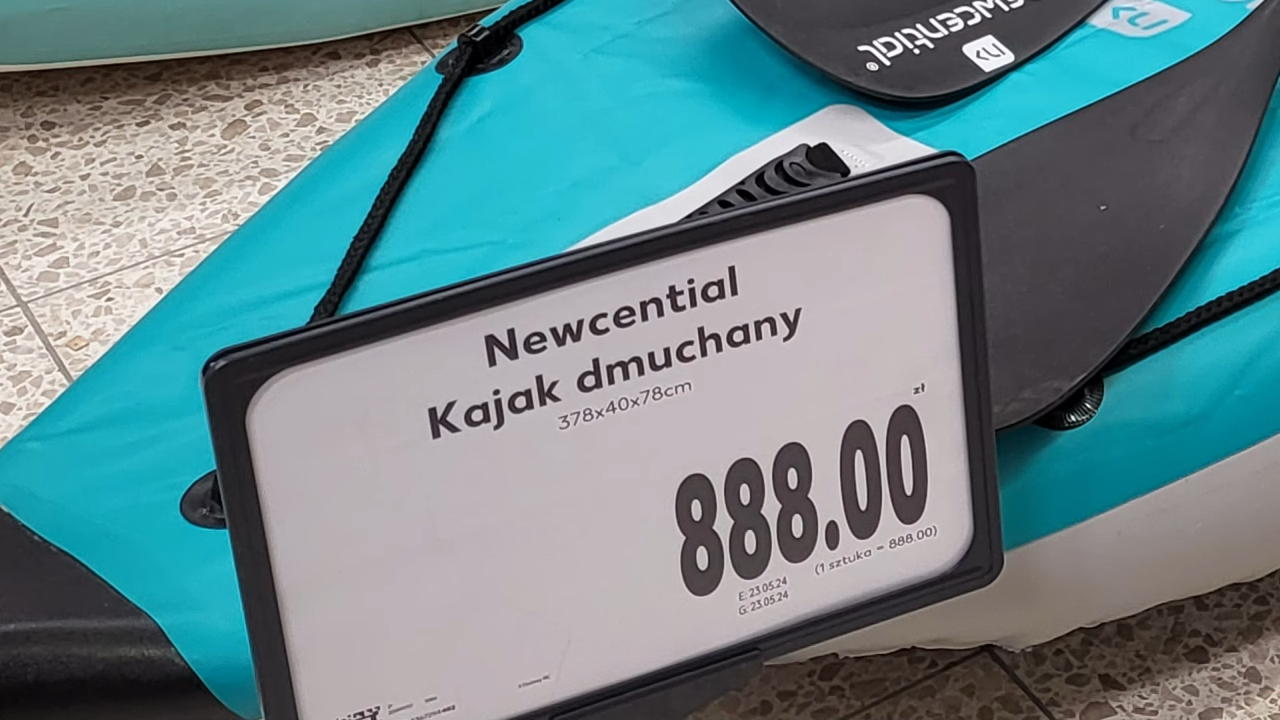 Newcential®
Newcential
Kajak dmuchany
378x40x78cm
zł
888.00
(1 sztuka = 888.00)
E: 23.05.24
G: 23.05.24